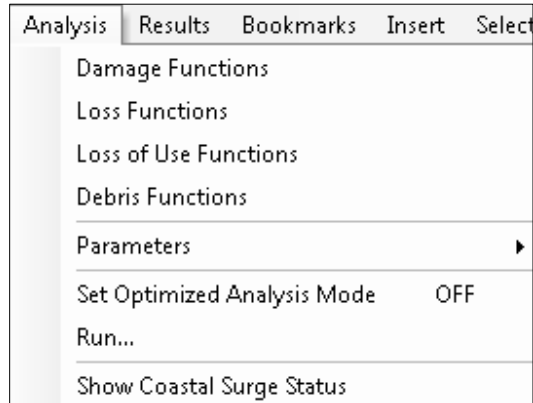 Analysis Results Bookmarks Insert Select
Damage Functions
Loss Functions
Loss of Use Functions
Debris Functions
Parameters
Set Optimized Analysis Mode OFF
Run...
Show Coastal Surge Status